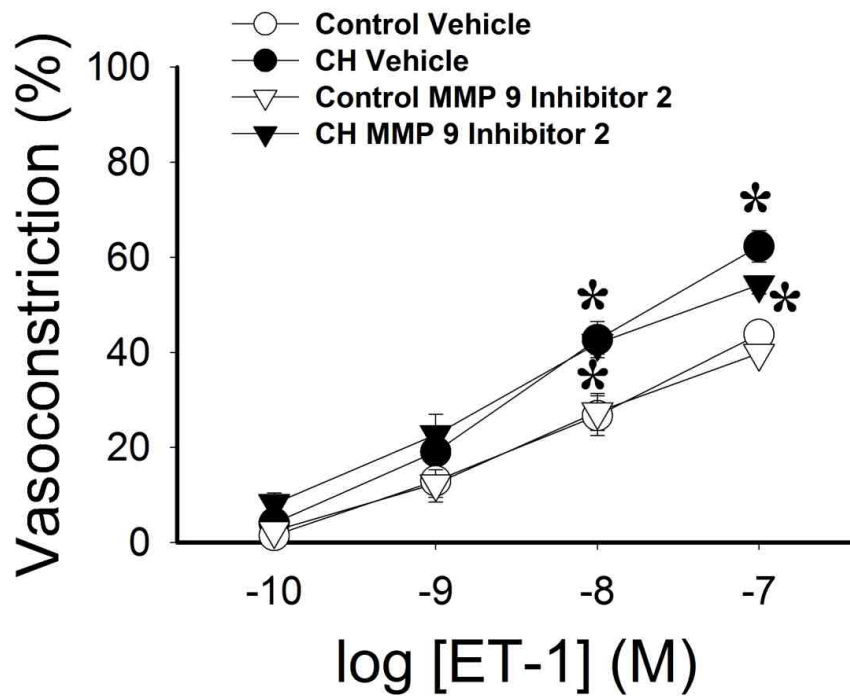 Control Vehicle
CH Vehicle
Control MMP 9 Inhibitor 2
CH MMP 9 Inhibitor 2
Vasoconstriction (%)
100
80
60
40
20
0
*
*
*
*
-10 -9 -8 -7
log [ET-1] (M)